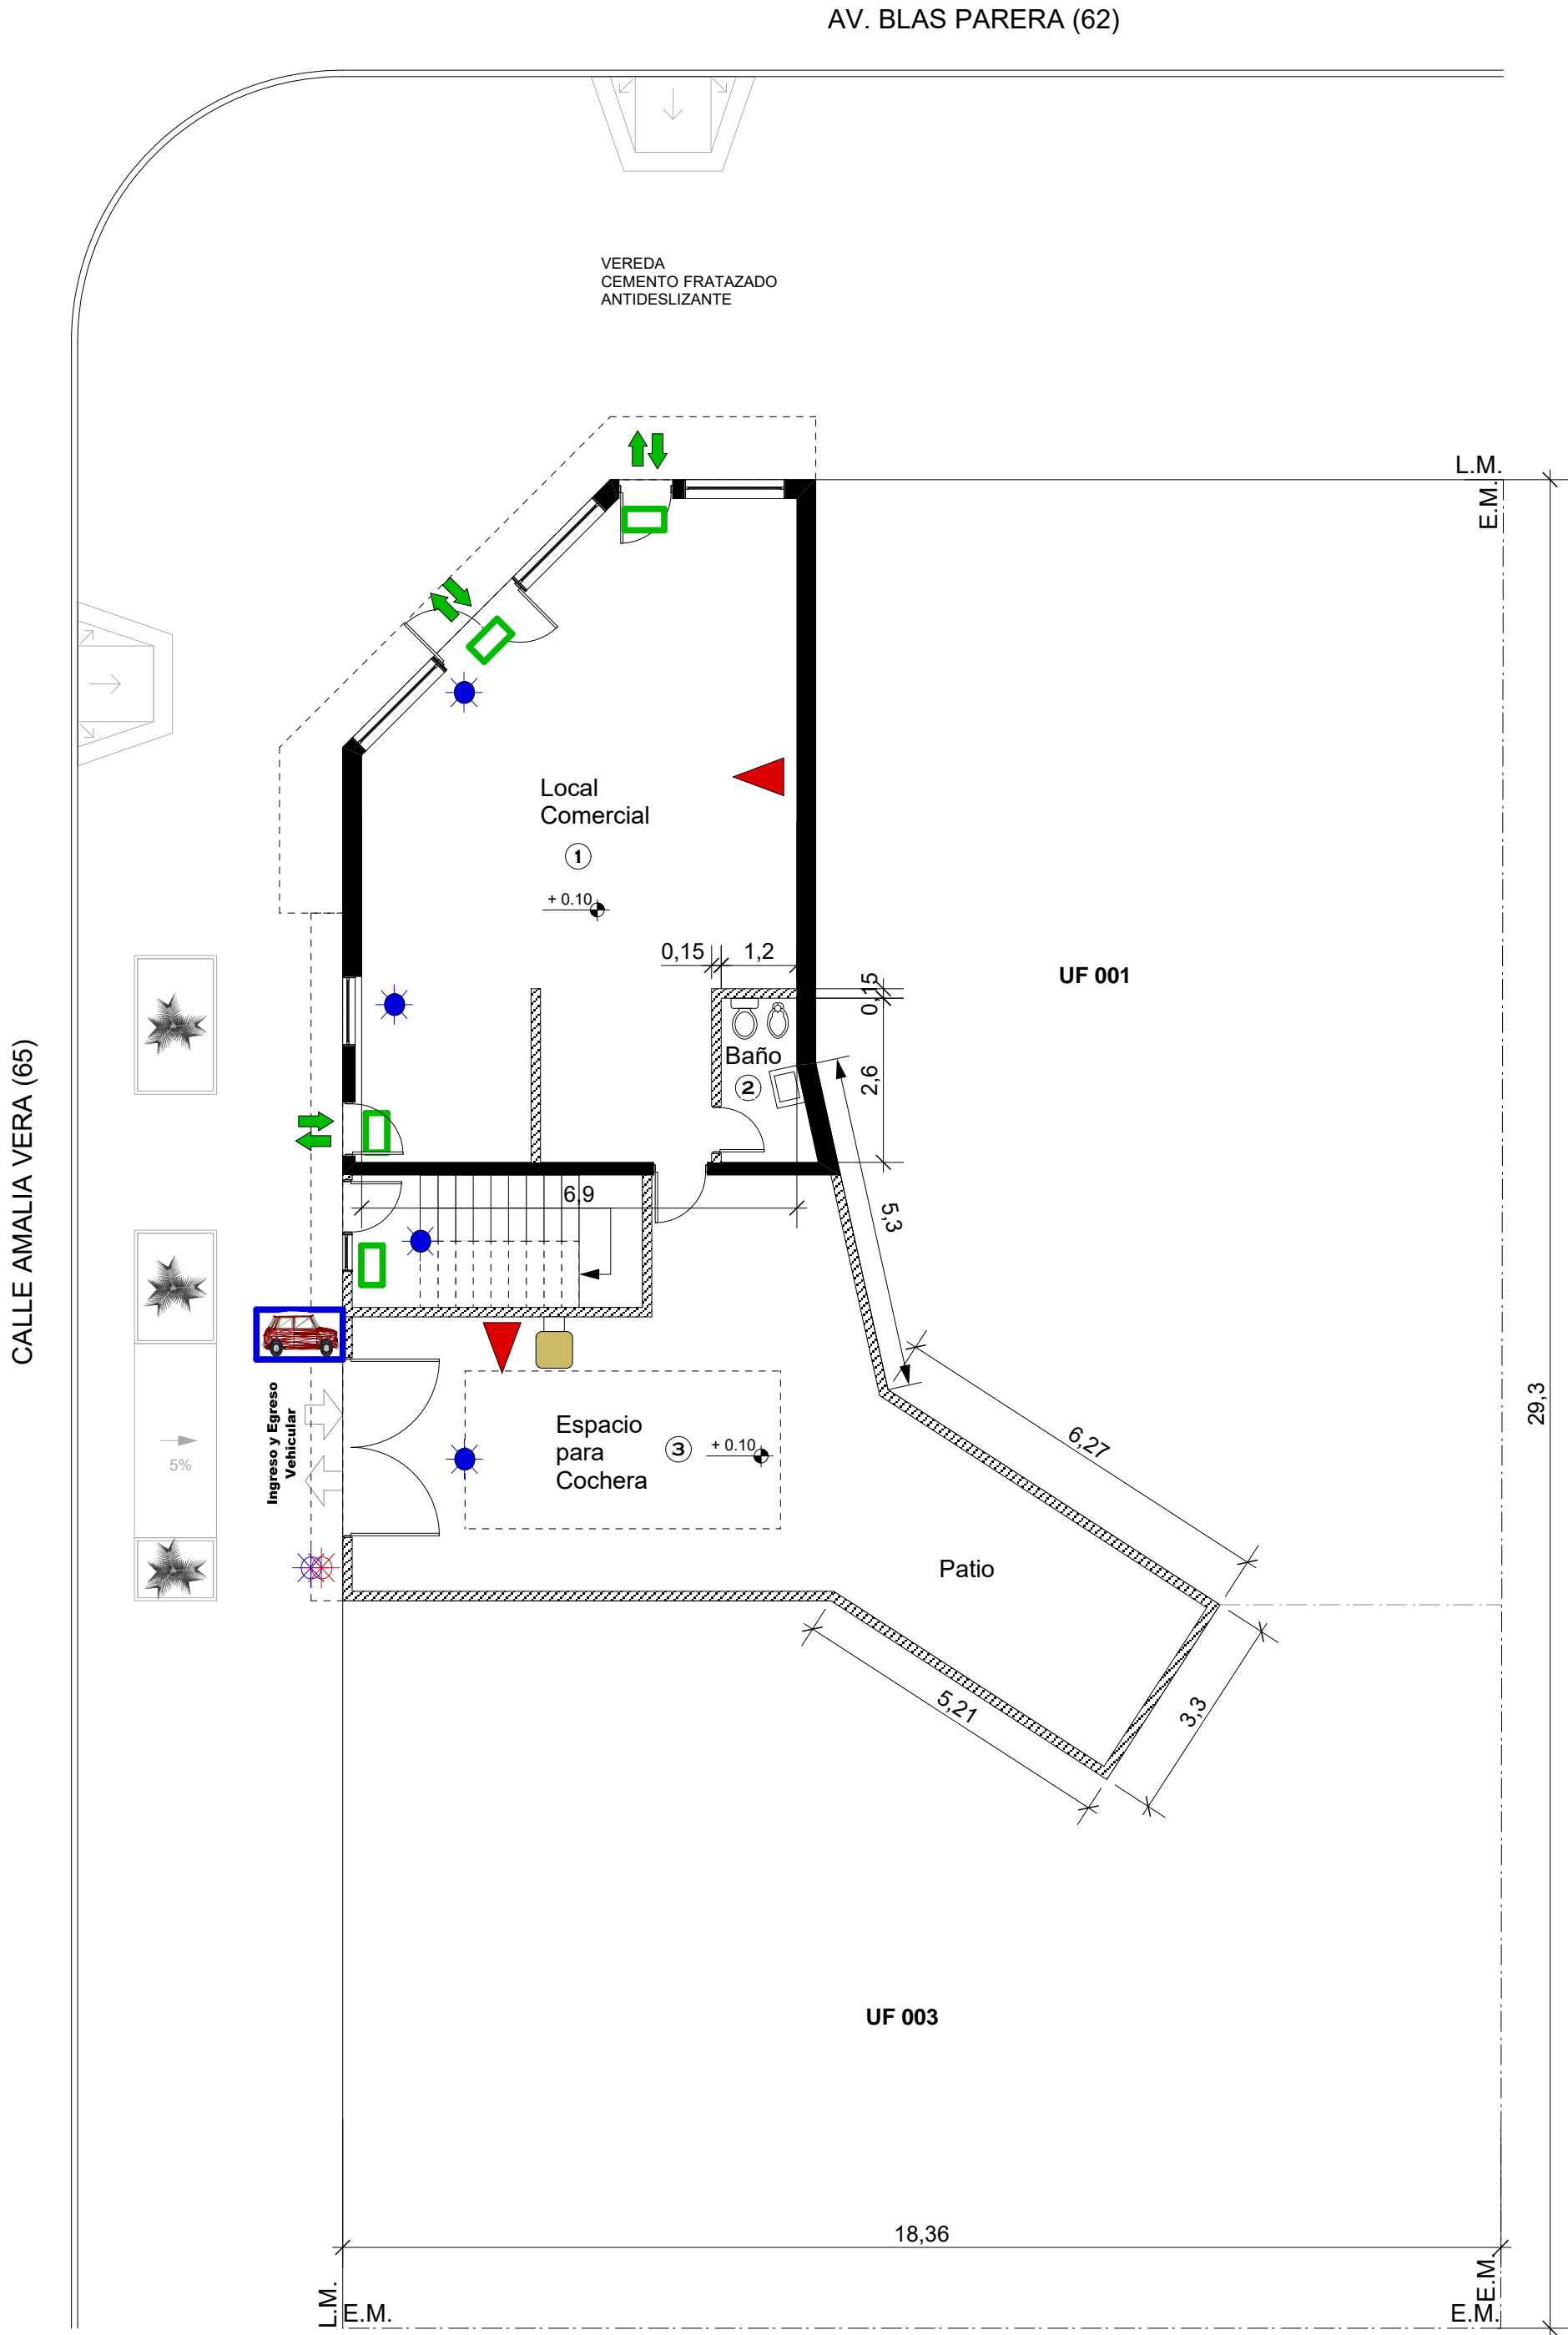 AV. BLAS PARERA (62)
VEREDA
CEMENTO FRATAZADO
ANTIDESLIZANTE
L.M.
E.M.
Local
Comercial
1
+ 0.10
0,15
1,2
0,15
UF 001
Baño
2
2,6
CALLE AMALIA VERA (65)
6,9
5,3
Ingreso y Egreso
Vehicular
5%
Espacio
para
Cochera
3
+ 0.10
6,27
29,3
Patio
5,21
3,3
UF 003
18,36
L.M.
E.M.
E.M.
E.M.